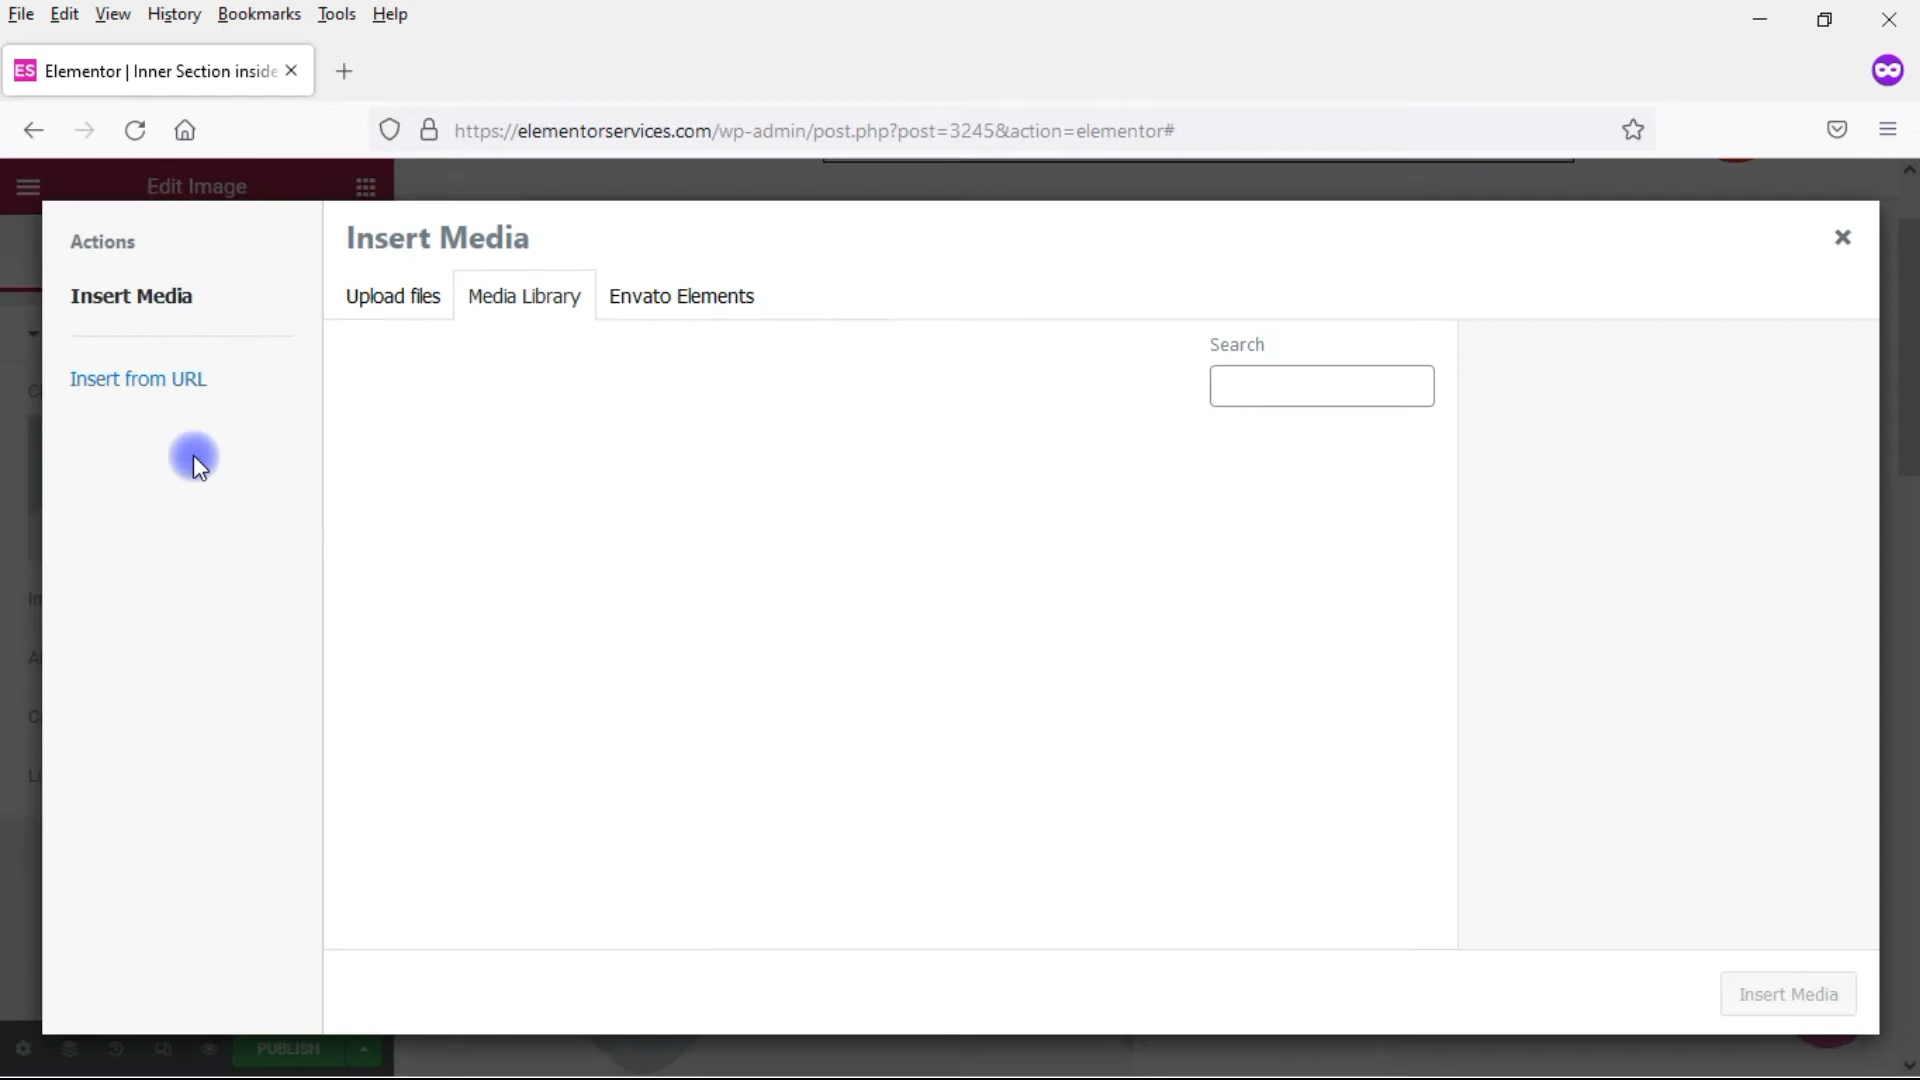 File Edit View History Bookmarks Tools Help
ES Elementor | Inner Section inside
https://elementorservices.com/wp-admin/post.php?post=3245&action=elementor#
Edit Image
Actions
Insert Media
Insert from URL
Insert Media
Upload files Media Library Envato Elements
Search
Insert Media
PUBLISH